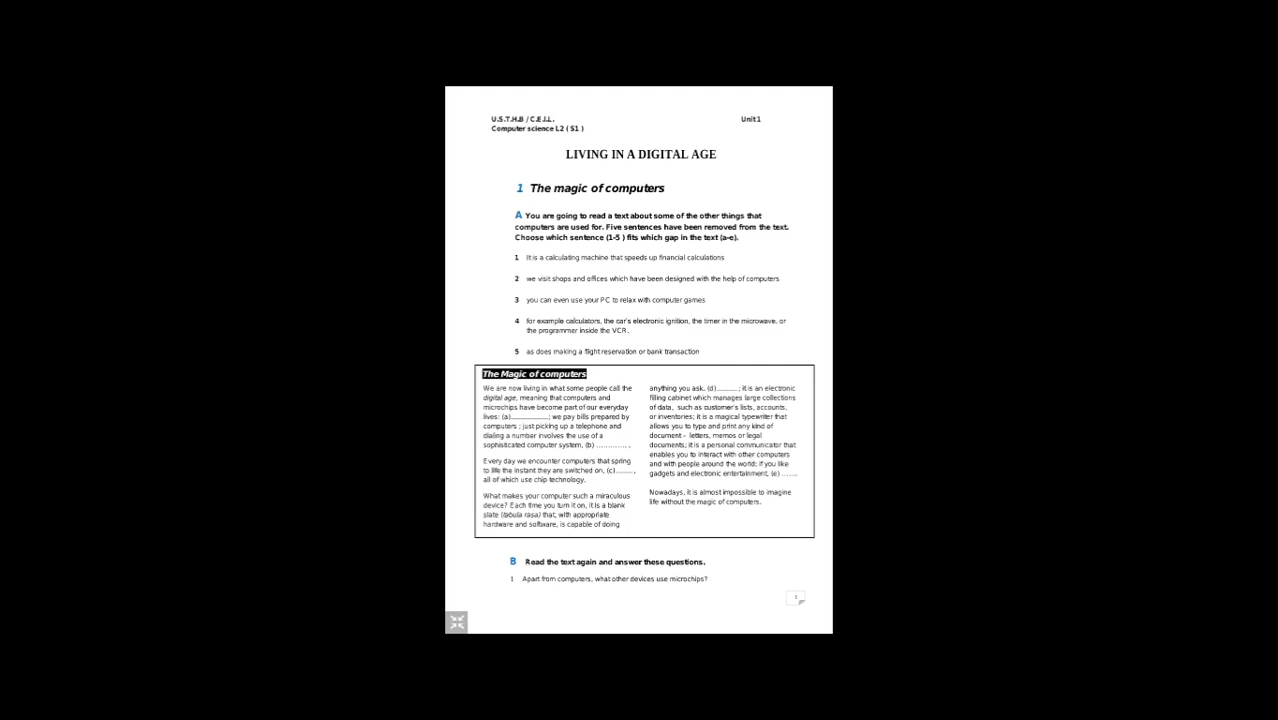 U.S.T.H.B / C.E.I.L.
Unit 1
Computer science L2 ( S1 )
LIVING IN A DIGITAL AGE
1 The magic of computers
A You are going to read a text about some of the other things that
computers are used for. Five sentences have been removed from the text.
Choose which sentence (1-5 ) fits which gap in the text (a-e).
1 It is a calculating machine that speeds up financial calculations
2 we visit shops and offices which have been designed with the help of computers
3 you can even use your PC to relax with computer games
4 for example calculators, the car's electronic ignition, the timer in the microwave, or
the programmer inside the VCR.
5 as does making a flight reservation or bank transaction
The Magic of computers
We are now living in what some people call the
digital age, meaning that computers and
microchips have become part of our everyday
lives: (a)..................; we pay bills prepared by
computers ; just picking up a telephone and
dialing a number involves the use of a
sophisticated computer system, (b) ............. .
Every day we encounter computers that spring
to life the instant they are switched on, (c).........,
all of which use chip technology.
What makes your computer such a miraculous
device? Each time you turn it on, it is a blank
slate (tabula rasa) that, with appropriate
hardware and software, is capable of doing
anything you ask. (d)..........; it is an electronic
filling cabinet which manages large collections
of data, such as customer's lists, accounts,
or inventories; it is a magical typewriter that
allows you to type and print any kind of
document – letters, memos or legal
documents; it is a personal communicator that
enables you to interact with other computers
and with people around the world; if you like
gadgets and electronic entertainment, (e) .......
Nowadays, it is almost impossible to imagine
life without the magic of computers.
B Read the text again and answer these questions.
1 Apart from computers, what other devices use microchips?